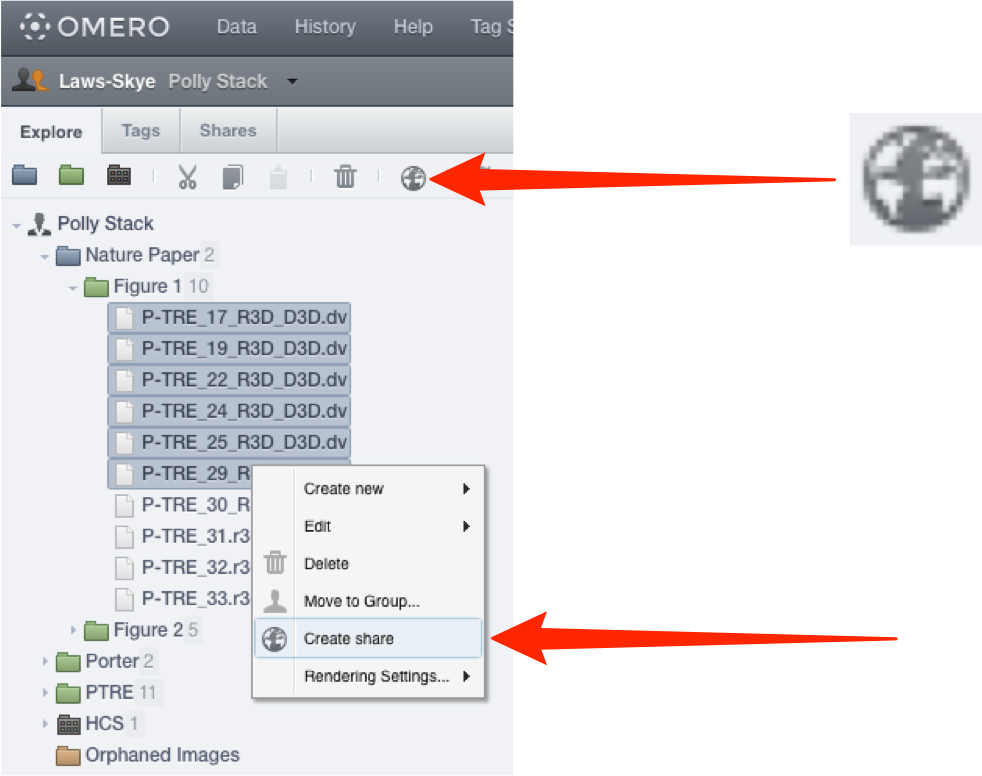 OMERO Data History Help Tag S
Laws-Skye Polly Stack
Explore Tags Shares
Polly Stack
Nature Paper 2
Figure 1 10
P-TRE_17_R3D_D3D.dv
P-TRE_19_R3D_D3D.dv
P-TRE_22_R3D_D3D.dv
P-TRE_24_R3D_D3D.dv
P-TRE_25_R3D_D3D.dv
P-TRE_29_R
Create new
P-TRE_30_R
Edit
P-TRE_31.r3
Delete
P-TRE_32.r3
Move to Group...
P-TRE_33.r3
Figure 2 5
Create share
Porter 2
Rendering Settings...
PTRE 11
HCS 1
Orphaned Images